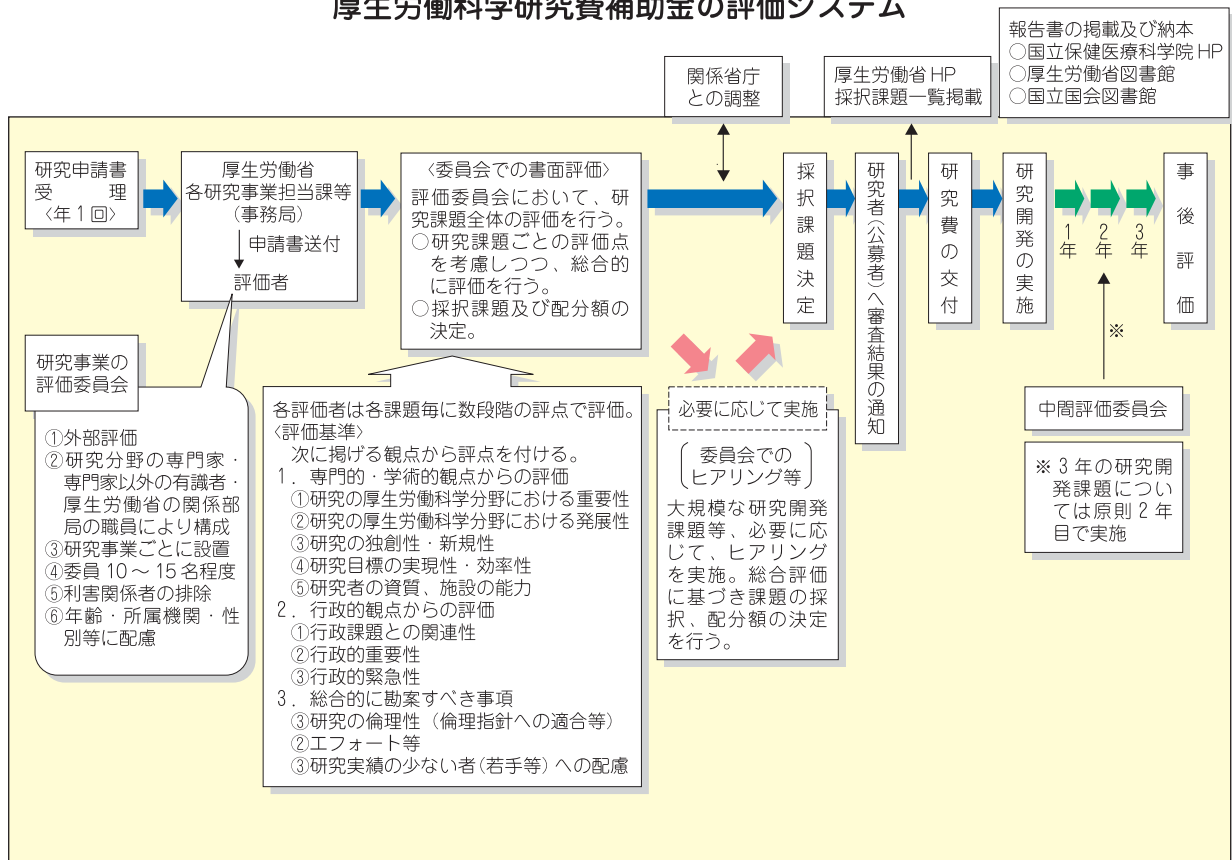 厚生労働科学研究費補助金の評価システム
報告書の掲載及び納本
○国立保健医療科学院HP
○厚生労働省図書館
○国立国会図書館
関係省庁
との調整
厚生労働省HP
採択課題一覧掲載
研究申請書
受　　　理
〈年1回〉
厚生労働省
各研究事業担当課等
(事務局)
申請書送付
評価者
〈委員会での書面評価〉
評価委員会において、研
究課題全体の評価を行う。
○研究課題ごとの評価点
を考慮しつつ、総合的
に評価を行う。
○採択課題及び配分額の
決定。
採択課題決定
研究者(公募者)へ審査結果の通知
研究費の交付
研究開発の実施
1年
2年
3年
事後評価
※
研究事業の
評価委員会
①外部評価
②研究分野の専門家・
専門家以外の有識者・
厚生労働省の関係部
局の職員により構成
③研究事業ごとに設置
④委員10～15名程度
⑤利害関係者の排除
⑥年齢・所属機関・性
別等に配慮
各評価者は各課題毎に数段階の評点で評価。
〈評価基準〉
次に掲げる観点から評点を付ける。
1．専門的・学術的観点からの評価
①研究の厚生労働科学分野における重要性
②研究の厚生労働科学分野における発展性
③研究の独創性・新規性
④研究目標の実現性・効率性
⑤研究者の資質、施設の能力
2．行政的観点からの評価
①行政課題との関連性
②行政的重要性
③行政的緊急性
3．総合的に勘案すべき事項
③研究の倫理性（倫理指針への適合等）
②エフォート等
③研究実績の少ない者(若手等)への配慮
必要に応じて実施
（委員会での
ヒアリング等）
大規模な研究開発
課題等、必要に応
じて、ヒアリング
を実施。総合評価
に基づき課題の採
択、配分額の決定
を行う。
中間評価委員会
※3年の研究開
発課題につい
ては原則2年
目で実施